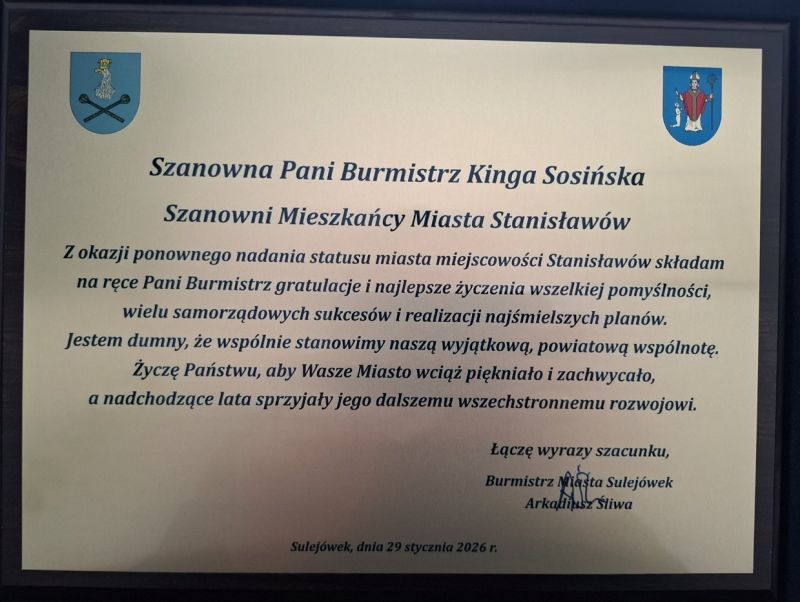 Szanowna Pani Burmistrz Kinga Sosińska
Szanowni Mieszkańcy Miasta Stanisławów
Z okazji ponownego nadania statusu miasta miejscowości Stanisławów składam
na ręce Pani Burmistrz gratulacje i najlepsze życzenia wszelkiej pomyślności,
wielu samorządowych sukcesów i realizacji najśmielszych planów.
Jestem dumny, że wspólnie stanowimy naszą wyjątkową, powiatową wspólnotę.
Życzę Państwu, aby Wasze Miasto wciąż piękniało i zachwycało,
a nadchodzące lata sprzyjały jego dalszemu wszechstronnemu rozwojowi.
Łączę wyrazy szacunku,
Burmistrz Miasta Sulejówek
Arkadiusz Śliwa
Sulejówek, dnia 29 stycznia 2026 r.